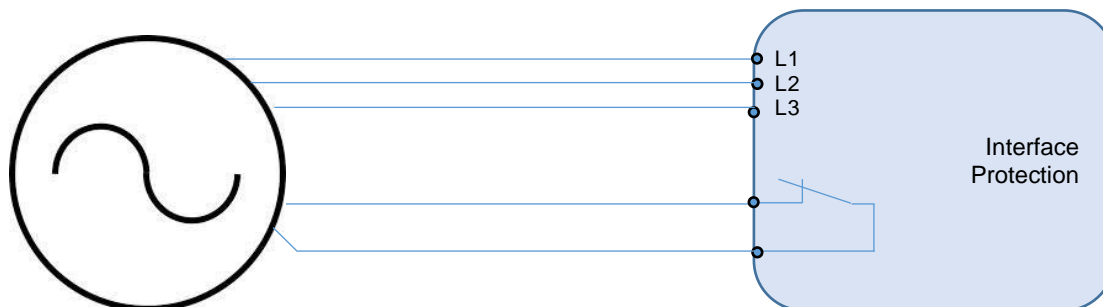 L1
L2
L3
Interface
Protection